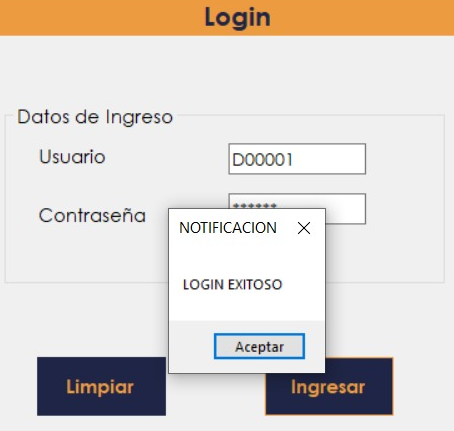 Login
Datos de Ingreso
Usuario
D00001
Contraseña
******
NOTIFICACION
LOGIN EXITOSO
Aceptar
Limpiar
Ingresar